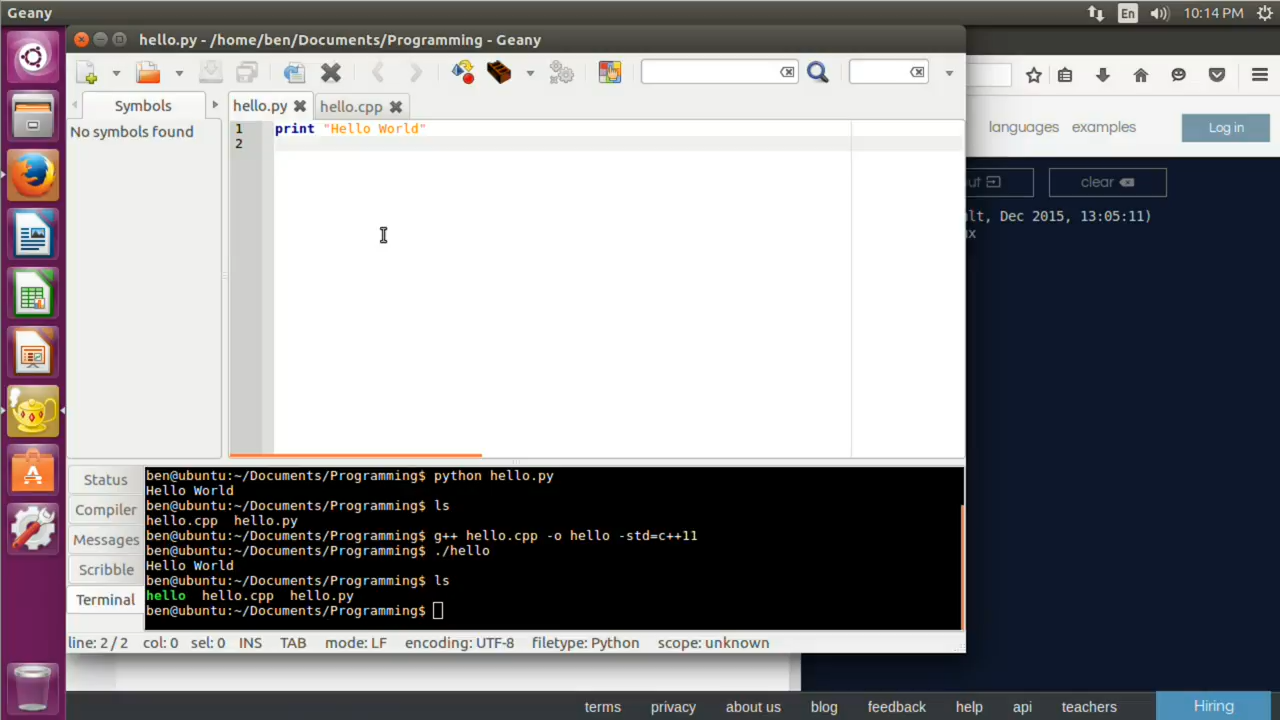 Geany
En
10:14 PM
hello.py - /home/ben/Documents/Programming - Geany
Symbols
hello.py
hello.cpp
No symbols found
1 print "Hello World"
2
languages examples Log in
clear
Dec 2015, 13:05:11)
Status
Compiler
Messages
Scribble
Terminal
ben@ubuntu:~/Documents/Programming$ python hello.py
Hello World
ben@ubuntu:~/Documents/Programming$ ls
hello.cpp  hello.py
ben@ubuntu:~/Documents/Programming$ g++ hello.cpp -o hello -std=c++11
ben@ubuntu:~/Documents/Programming$ ./hello
Hello World
ben@ubuntu:~/Documents/Programming$ ls
hello  hello.cpp  hello.py
ben@ubuntu:~/Documents/Programming$
line: 2 / 2 col: 0 sel: 0 INS TAB mode: LF encoding: UTF-8 filetype: Python scope: unknown
terms privacy about us blog feedback help api teachers Hiring